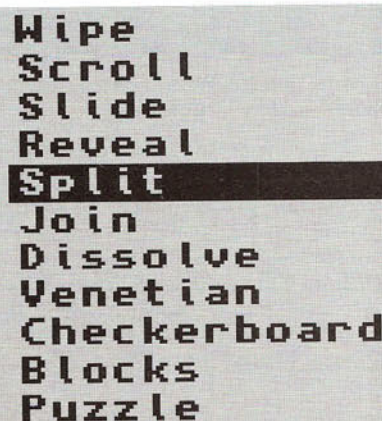 Wipe
Scroll
Slide
Reveal
Split
Join
Dissolve
Venetian
Checkerboard
Blocks
Puzzle